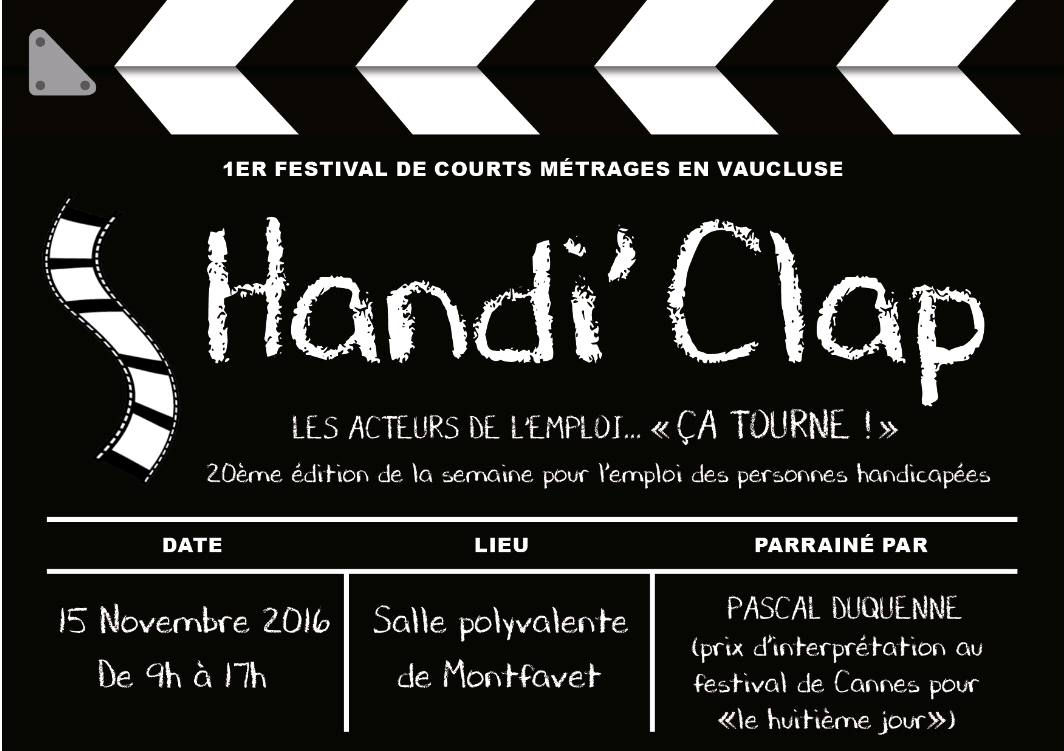 1ER FESTIVAL DE COURTS MÉTRAGES EN VAUCLUSE
Handi' Clap
LES ACTEURS DE L'EMPLOI... «ÇA TOURNE !»
20ème édition de la semaine pour l'emploi des personnes handicapées
DATE
15 Novembre 2016
De 9h à 17h
LIEU
Salle polyvalente
de Montfavet
PARRAINÉ PAR
PASCAL DUQUENNE
(prix d'interprétation au
festival de Cannes pour
«le huitième jour»)